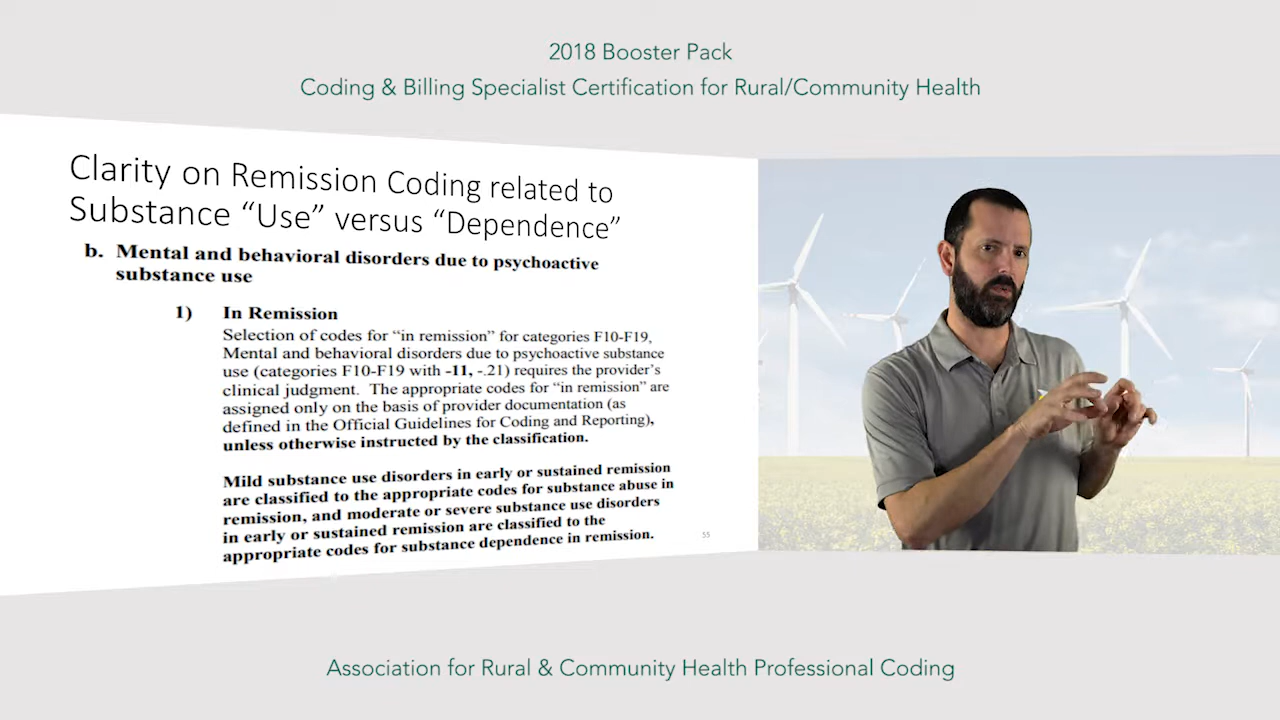 2018 Booster Pack
Coding & Billing Specialist Certification for Rural/Community Health
Clarity on Remission Coding related to
Substance “Use” versus “Dependence”
b. Mental and behavioral disorders due to psychoactive
substance use
1) In Remission
Selection of codes for “in remission” for categories F10-F19,
Mental and behavioral disorders due to psychoactive substance
use (categories F10-F19 with -11, -.21) requires the provider’s
clinical judgment. The appropriate codes for “in remission” are
assigned only on the basis of provider documentation (as
defined in the Official Guidelines for Coding and Reporting),
unless otherwise instructed by the classification.
Mild substance use disorders in early or sustained remission
are classified to the appropriate codes for substance abuse in
remission, and moderate or severe substance use disorders
in early or sustained remission are classified to the
appropriate codes for substance dependence in remission.
55
Association for Rural & Community Health Professional Coding